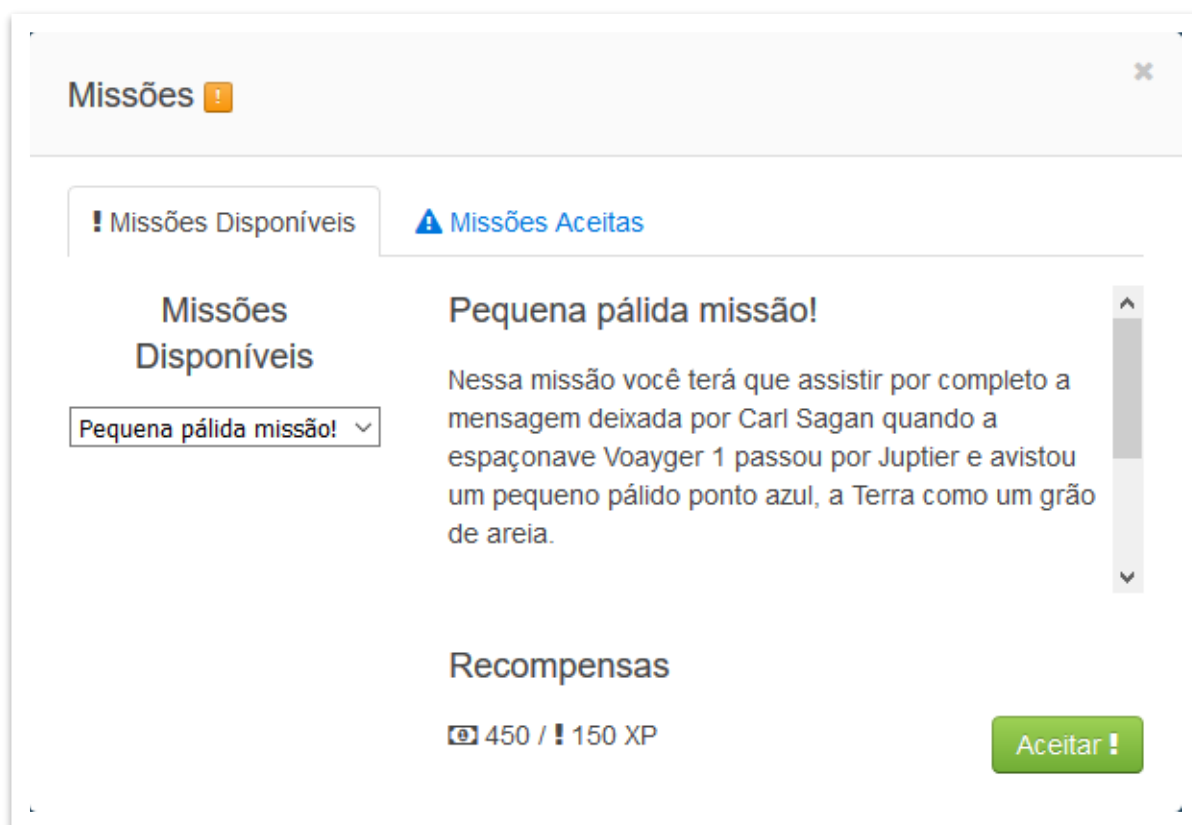 Missões !
! Missões Disponíveis
Missões Aceitas
Missões
Disponíveis
Pequena pálida missão!
Pequena pálida missão!
Nessa missão você terá que assistir por completo a
mensagem deixada por Carl Sagan quando a
espaçonave Voayger 1 passou por Juptier e avistou
um pequeno pálido ponto azul, a Terra como um grão
de areia.
Recompensas
450 / ! 150 XP
Aceitar !